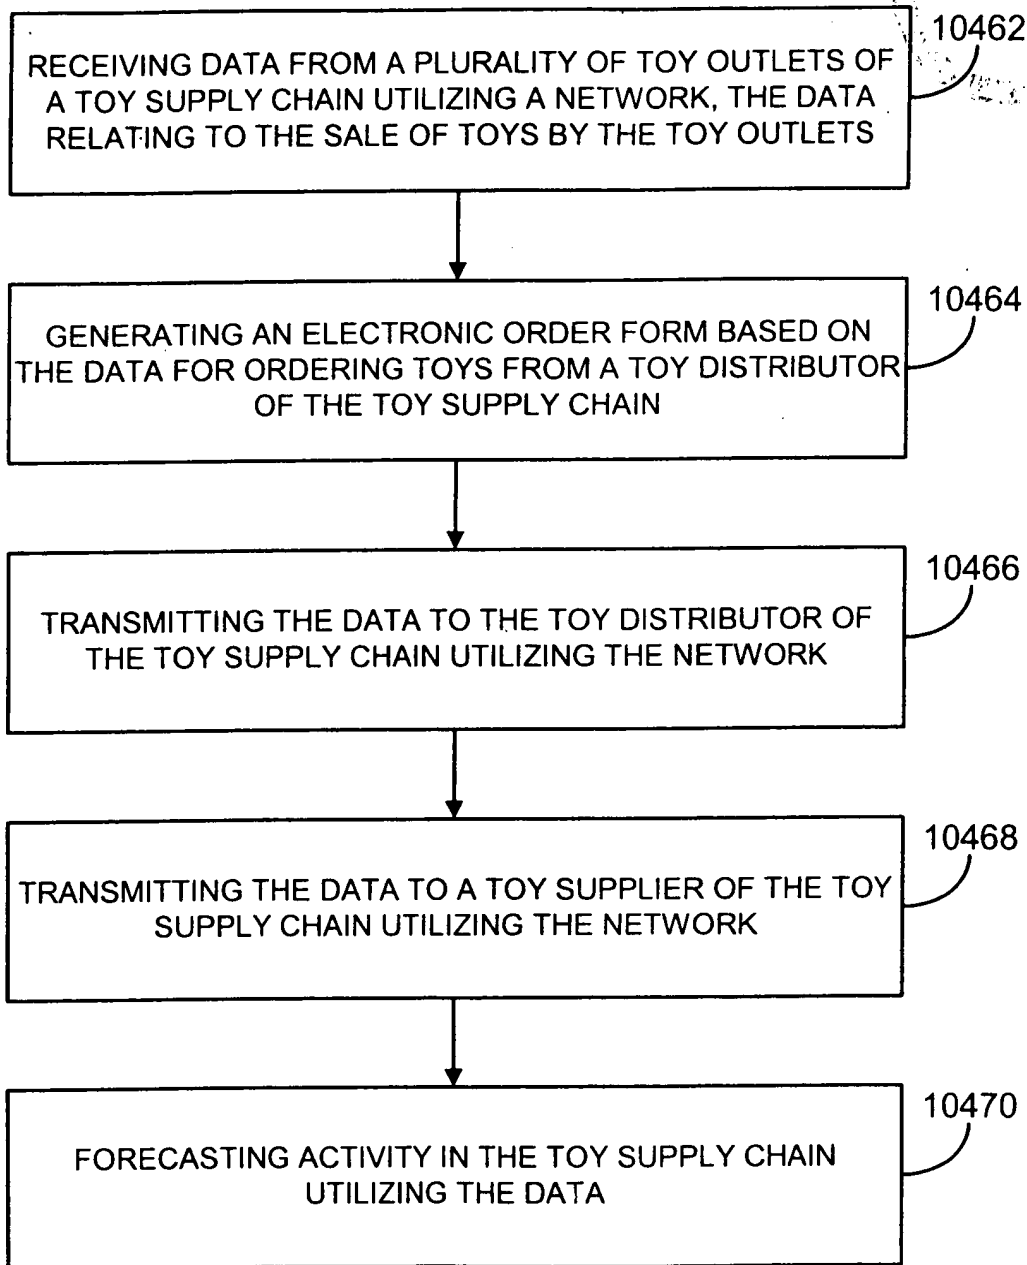 10462
RECEIVING DATA FROM A PLURALITY OF TOY OUTLETS OF
A TOY SUPPLY CHAIN UTILIZING A NETWORK, THE DATA
RELATING TO THE SALE OF TOYS BY THE TOY OUTLETS
10464
GENERATING AN ELECTRONIC ORDER FORM BASED ON
THE DATA FOR ORDERING TOYS FROM A TOY DISTRIBUTOR
OF THE TOY SUPPLY CHAIN
10466
TRANSMITTING THE DATA TO THE TOY DISTRIBUTOR OF
THE TOY SUPPLY CHAIN UTILIZING THE NETWORK
10468
TRANSMITTING THE DATA TO A TOY SUPPLIER OF THE TOY
SUPPLY CHAIN UTILIZING THE NETWORK
10470
FORECASTING ACTIVITY IN THE TOY SUPPLY CHAIN
UTILIZING THE DATA